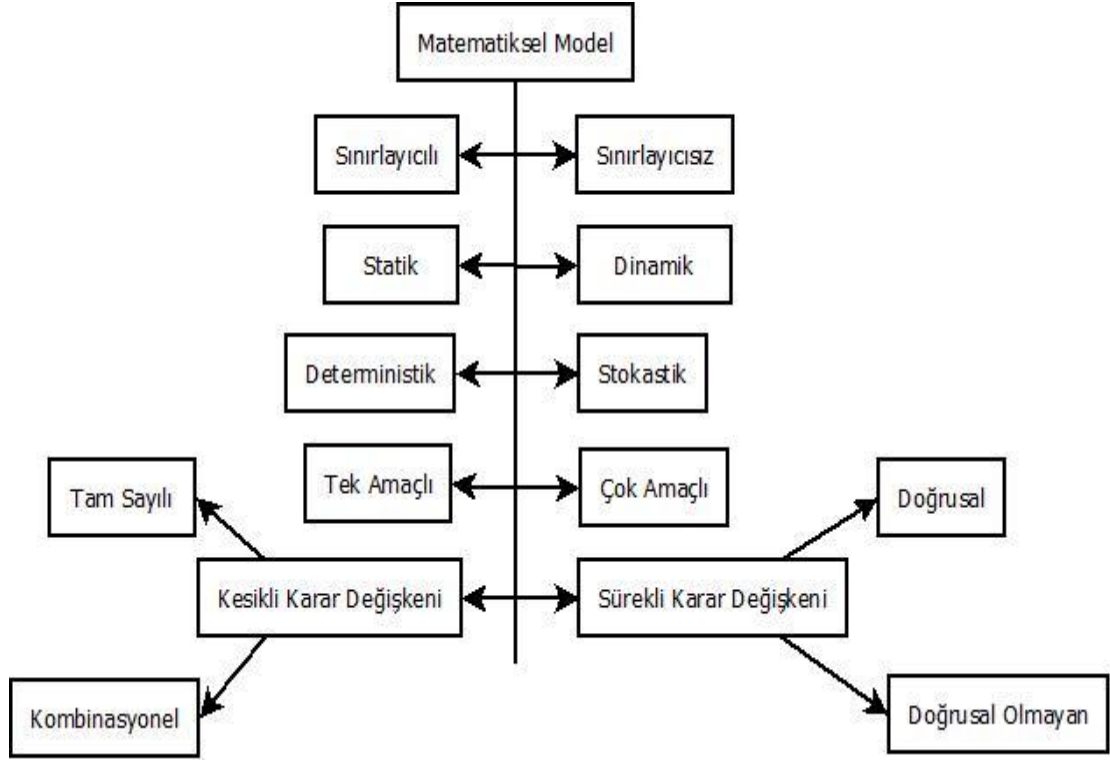 Matematiksel Model
Sınırlayıcılı
Sınırlayıcısız
Statik
Dinamik
Deterministik
Stokastik
Tek Amaçlı
Çok Amaçlı
Tam Sayılı
Doğrusal
Kesikli Karar Değişkeni
Sürekli Karar Değişkeni
Kombinasyonel
Doğrusal Olmayan